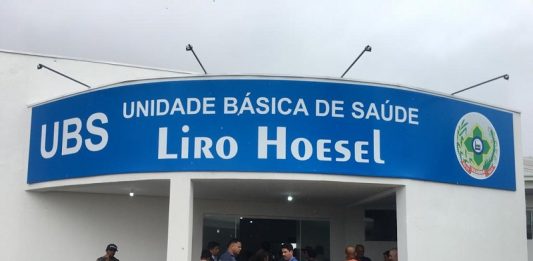 UBS
UNIDADE BÁSICA DE SAÚDE
LIRO HOESEL